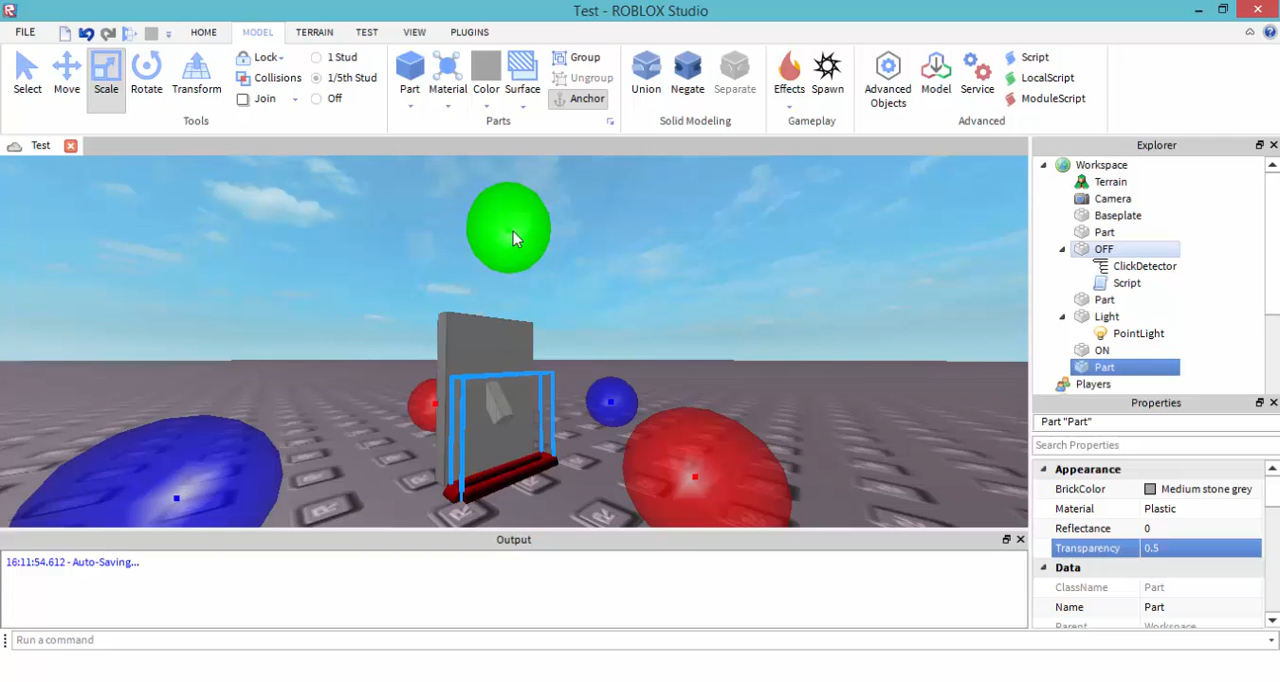 Test - ROBLOX Studio
FILE HOME MODEL TERRAIN TEST VIEW PLUGINS
Select Move Scale Rotate Transform
Lock
Collisions
Join
1 Stud
1/5th Stud
Off
Tools
Part Material Color Surface
Group
Ungroup
Anchor
Parts
Union Negate Separate
Solid Modeling
Effects Spawn
Gameplay
Advanced Objects Model Service
Script
LocalScript
ModuleScript
Advanced
Test
Explorer
Workspace
Terrain
Camera
Baseplate
Part
OFF
ClickDetector
Script
Part
Light
PointLight
ON
Part
Players
Properties
Part "Part"
Search Properties
Appearance
BrickColor Medium stone grey
Material Plastic
Reflectance 0
Transparency 0.5
Data
ClassName Part
Name Part
Parent Workspace
Output
16:11:54.612 - Auto-Saving...
Run a command